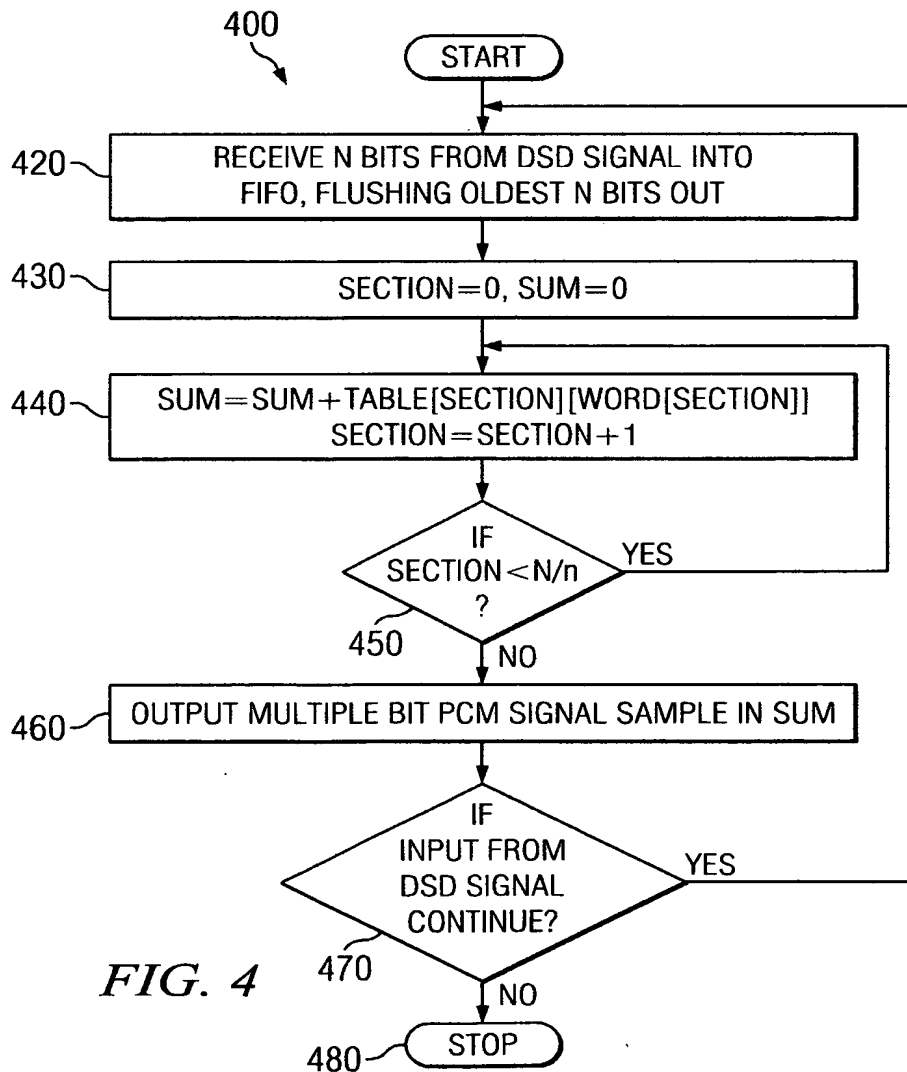 400
START
420
RECEIVE N BITS FROM DSD SIGNAL INTO
FIFO, FLUSHING OLDEST N BITS OUT
430
SECTION=0, SUM=0
440
SUM=SUM+TABLE[SECTION][WORD[SECTION]]
SECTION=SECTION+1
IF
SECTION<N/n
?
YES
450
NO
460
OUTPUT MULTIPLE BIT PCM SIGNAL SAMPLE IN SUM
IF
INPUT FROM
DSD SIGNAL
CONTINUE?
YES
470
NO
FIG. 4
480
STOP